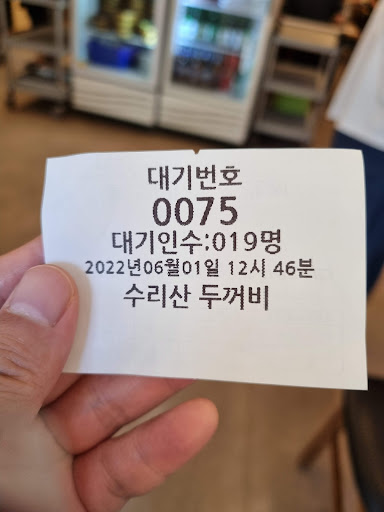 대기번호
0075
대기인수:019명
2022년06월01일 12시 46분
수리산 두꺼비